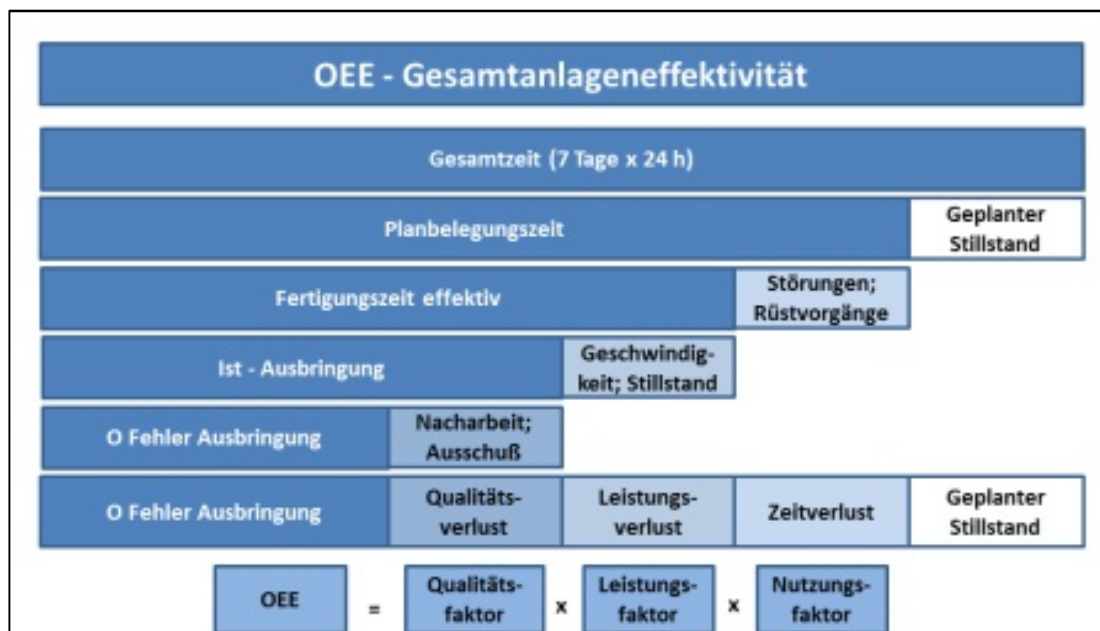 OEE - Gesamtanlageneffektivität
Gesamtzeit (7 Tage x 24 h)
Planbelegungszeit
Geplanter
Stillstand
Fertigungszeit effektiv
Störungen;
Rüstvorgänge
Ist - Ausbringung
Geschwindig-
keit; Stillstand
O Fehler Ausbringung
Nacharbeit;
Ausschuß
O Fehler Ausbringung
Qualitäts-
verlust
Leistungs-
verlust
Zeitverlust
Geplanter
Stillstand
OEE
=
Qualitäts-
faktor
x
Leistungs-
faktor
x
Nutzungs-
faktor